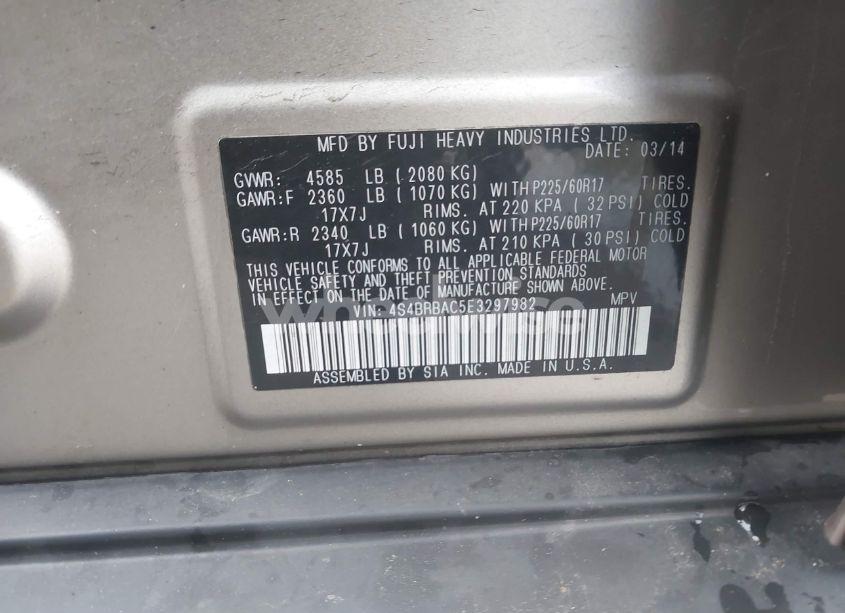 MFD BY FUJI HEAVY INDUSTRIES LTD.
DATE: 03/14
GVWR: 4585 LB ( 2080 KG)
GAWR:F 2360 LB ( 1070 KG) WITH P225/60R17 TIRES.
17X7J RIMS. AT 220 KPA ( 32 PSI) COLD
GAWR:R 2340 LB ( 1060 KG) WITH P225/60R17 TIRES.
17X7J RIMS. AT 210 KPA ( 30 PSI) COLD
THIS VEHICLE CONFORMS TO ALL APPLICABLE FEDERAL MOTOR
VEHICLE SAFETY AND THEFT PREVENTION STANDARDS
IN EFFECT ON THE DATE OF MANUFACTURE SHOWN ABOVE.
VIN: 4S4BRBAC5E3297982 MPV
ASSEMBLED BY SIA INC. MADE IN U.S.A.